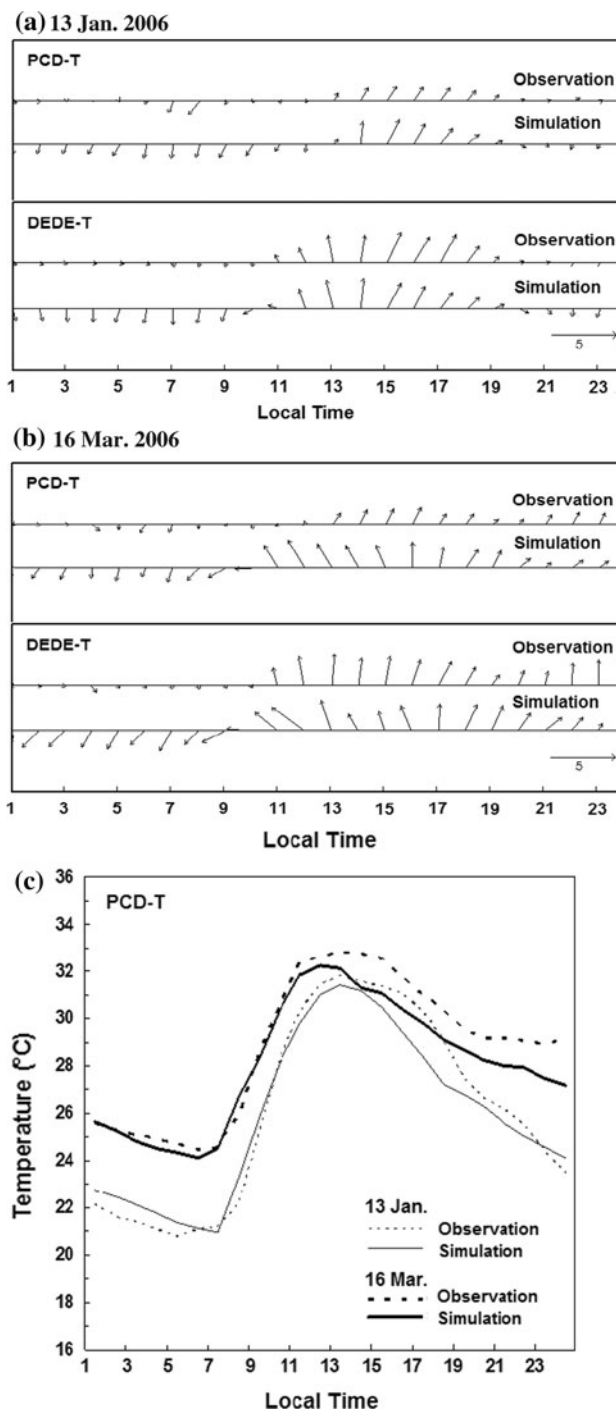 (a) 13 Jan. 2006
PCD-T
Observation
Simulation
DEDE-T
Observation
Simulation
5
1 3 5 7 9 11 13 15 17 19 21 23
Local Time
(b) 16 Mar. 2006
PCD-T
Observation
Simulation
DEDE-T
Observation
Simulation
5
1 3 5 7 9 11 13 15 17 19 21 23
Local Time
(c)
PCD-T
36
34
32
30
28
26
24
22
20
18
16
Temperature (°C)
13 Jan.
Observation
Simulation
16 Mar.
Observation
Simulation
1 3 5 7 9 11 13 15 17 19 21 23
Local Time